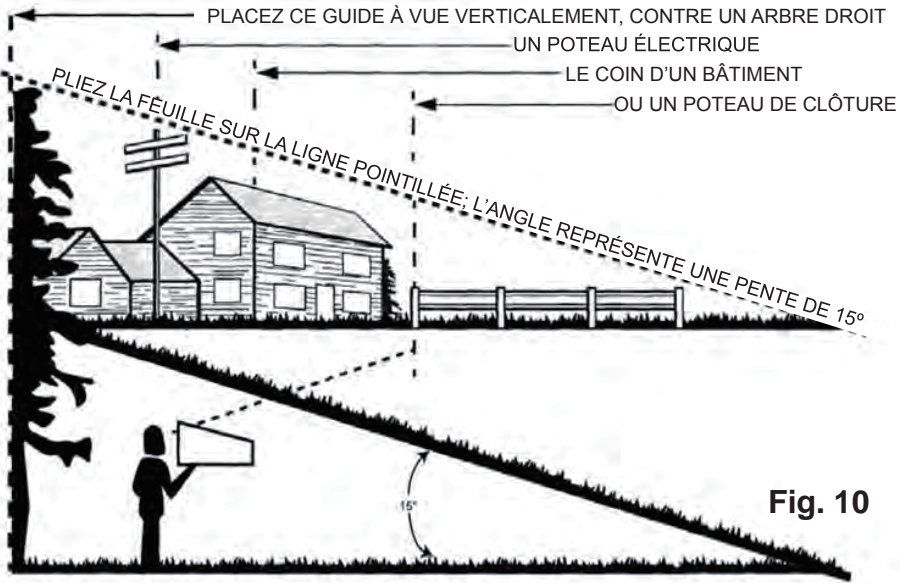 PLACEZ CE GUIDE À VUE VERTICALEMENT, CONTRE UN ARBRE DROIT
UN POTEAU ÉLECTRIQUE
LE COIN D'UN BÂTIMENT
OU UN POTEAU DE CLÔTURE
PLIEZ LA FEUILLE SUR LA LIGNE POINTILLÉE; L'ANGLE REPRÉSENTE UNE PENTE DE 15º
15°
Fig. 10